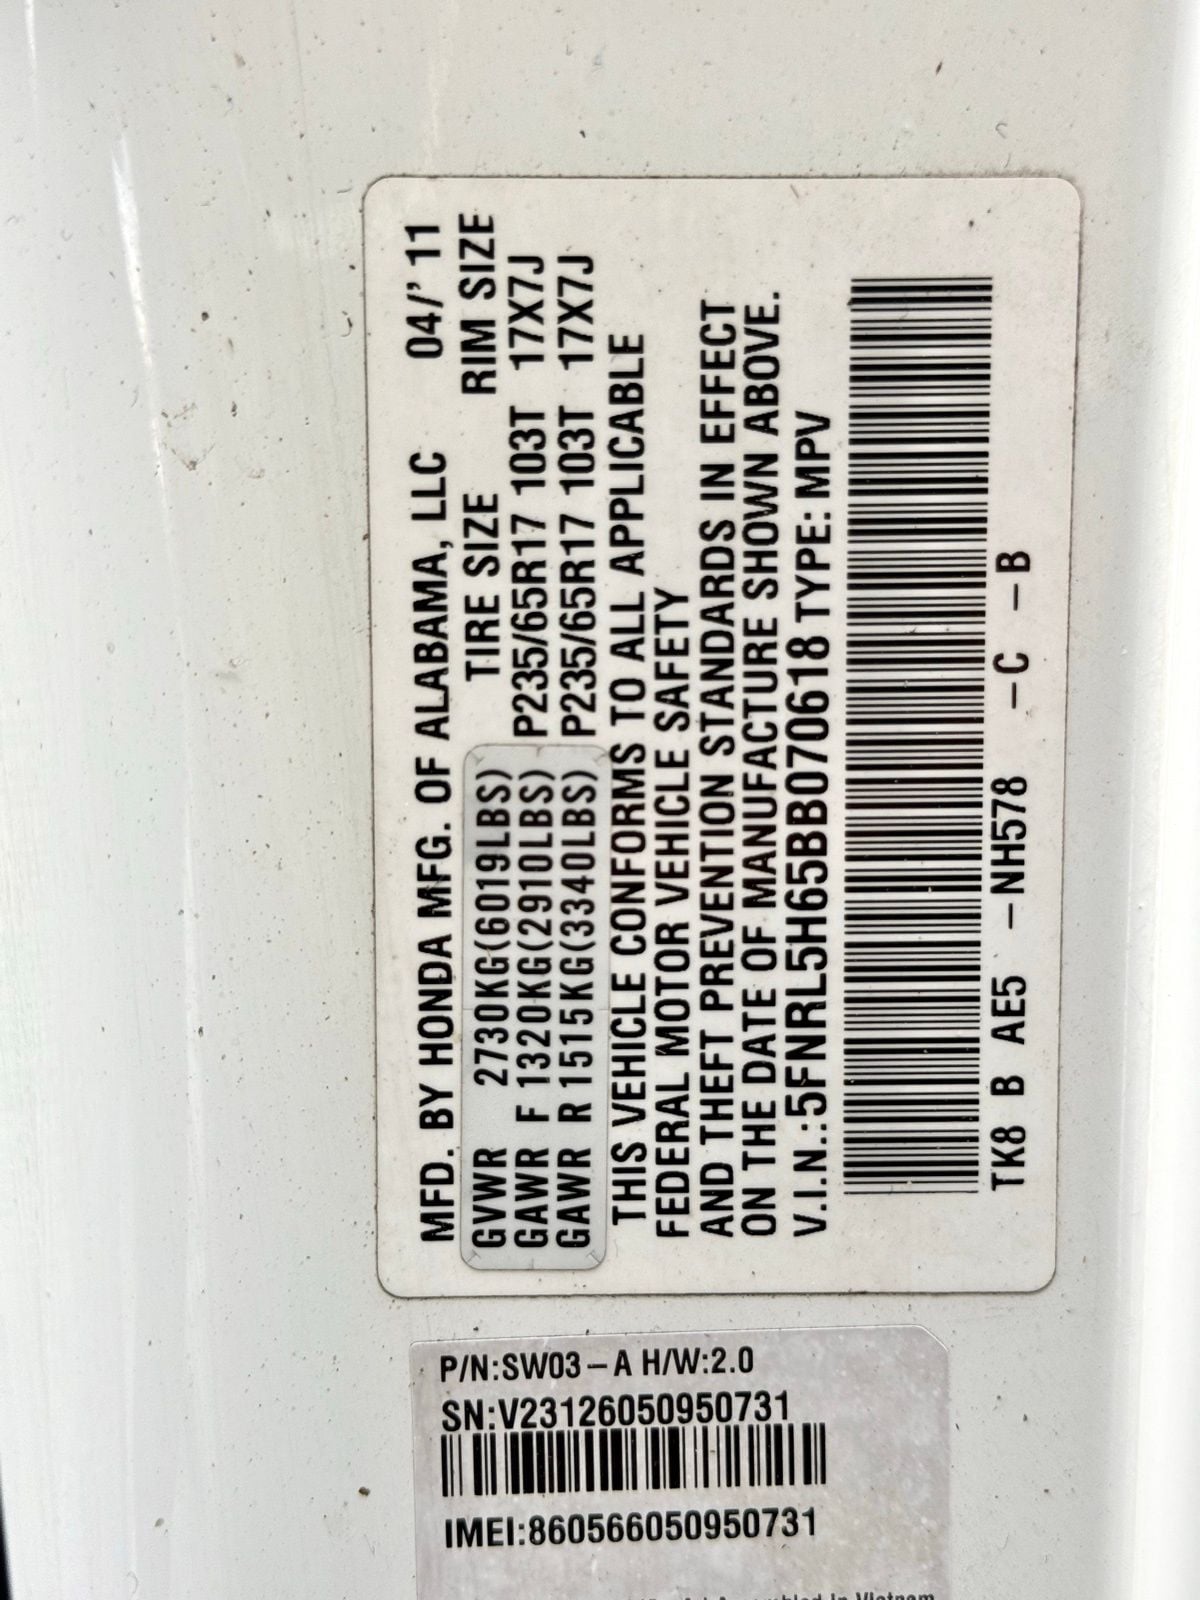 MFD. BY HONDA MFG. OF ALABAMA, LLC 04/' 11
TIRE SIZE RIM SIZE
GVWR 2730KG(6019LBS)
GAWR F 1320KG(2910LBS) P235/65R17 103T 17X7J
GAWR R 1515KG(3340LBS) P235/65R17 103T 17X7J
THIS VEHICLE CONFORMS TO ALL APPLICABLE
FEDERAL MOTOR VEHICLE SAFETY
AND THEFT PREVENTION STANDARDS IN EFFECT
ON THE DATE OF MANUFACTURE SHOWN ABOVE.
V.I.N.:5FNRL5H65BB070618 TYPE: MPV
TK8 B AE5 -NH578 -C -B
P/N:SW03-A H/W:2.0
SN:V23126050950731
IMEI:860566050950731
Assembled in Vietnam